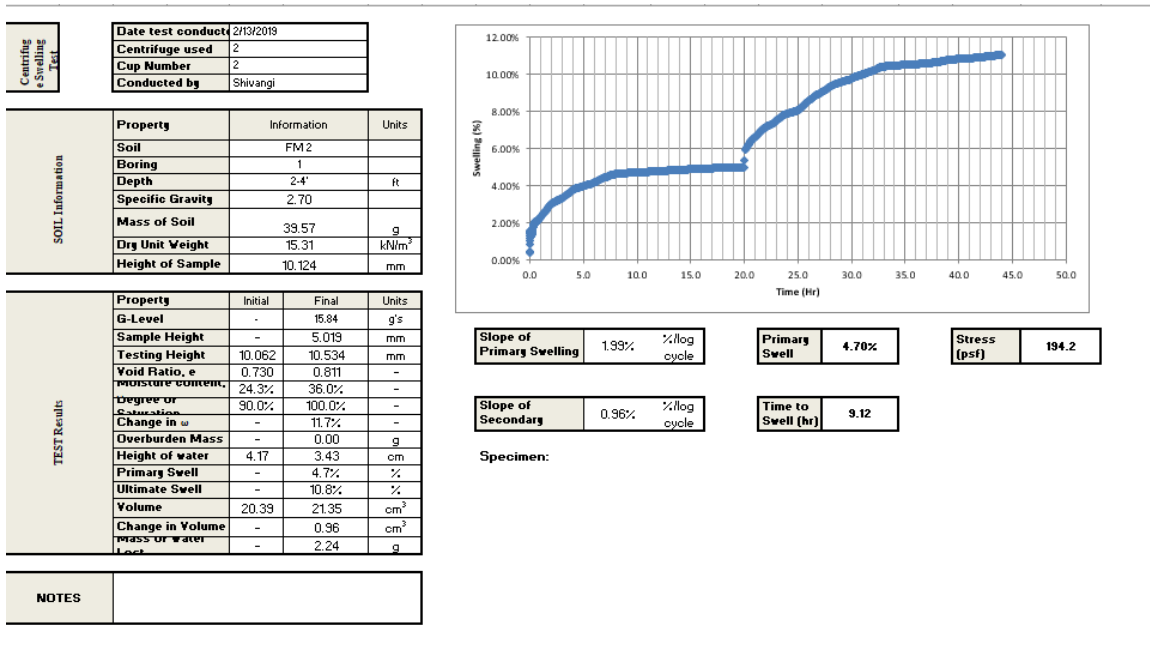 Centrifug
e Swelling
Test
Date test conducte 2/13/2019
Centrifuge used 2
Cup Number 2
Conducted by Shivangi
SOIL Information
Property Information Units
Soil FM 2
Boring 1
Depth 2-4' ft
Specific Gravity 2.70
Mass of Soil 39.57 g
Dry Unit Weight 15.31 kN/m³
Height of Sample 10.124 mm
TEST Results
Property Initial Final Units
G-Level - 15.84 g's
Sample Height - 5.019 mm
Testing Height 10.062 10.534 mm
Void Ratio, e 0.730 0.811 -
Moisture content, 24.3% 36.0% -
Degree of
Saturation 90.0% 100.0% -
Change in ω - 11.7% -
Overburden Mass - 0.00 g
Height of water 4.17 3.43 cm
Primary Swell - 4.7% %
Ultimate Swell - 10.8% %
Volume 20.39 21.35 cm³
Change in Volume - 0.96 cm³
Mass of water
Lost - 2.24 g
NOTES
Swelling (%)
12.00%
10.00%
8.00%
6.00%
4.00%
2.00%
0.00%
0.0 5.0 10.0 15.0 20.0 25.0 30.0 35.0 40.0 45.0 50.0
Time (Hr)
Slope of
Primary Swelling 1.99% %/log
cycle
Primary
Swell 4.70%
Stress
(psf) 194.2
Slope of
Secondary 0.96% %/log
cycle
Time to
Swell (hr) 9.12
Specimen: